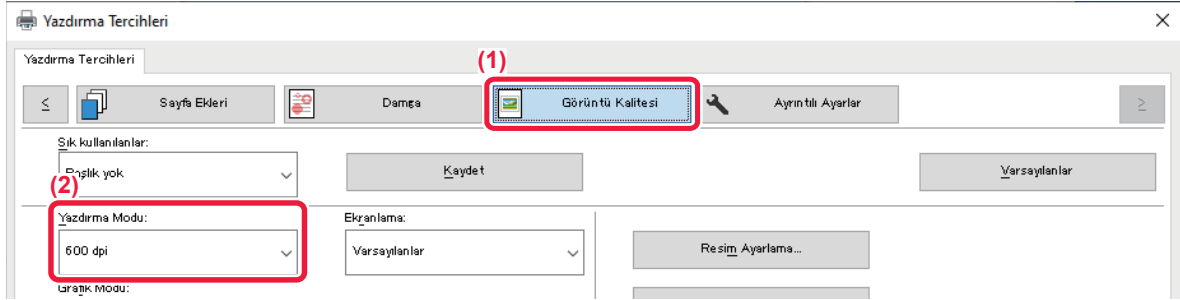 Yazdırma Tercihleri
Yazdırma Tercihleri
(1)
≤ Sayfa Ekleri Damga Görüntü Kalitesi Ayrıntılı Ayarlar ≥
Sık kullanılanlar:
Başlık yok Kaydet Varsayılanlar
(2)
Yazdırma Modu: Ekranlama:
600 dpi Varsayılanlar Resim Ayarlama...
Grafik Modu: